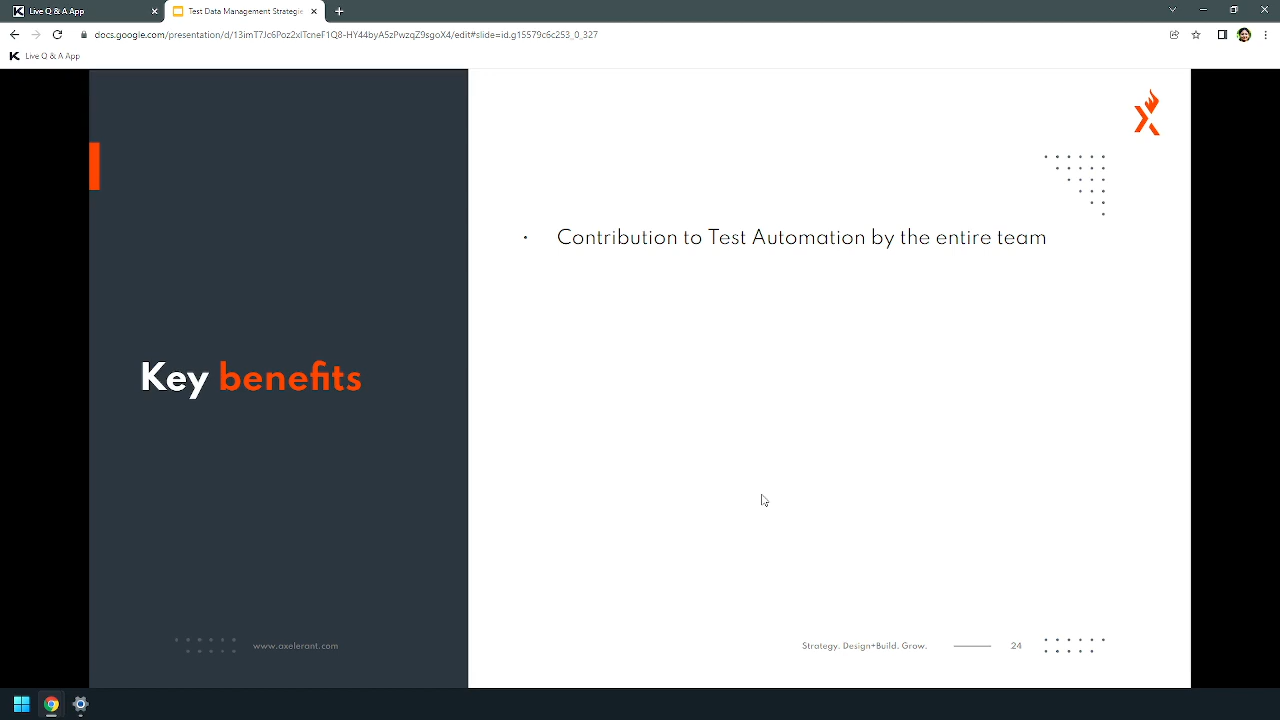 Live Q & A App
Test Data Management Strategie
docs.google.com/presentation/d/13imT7Jc6Poz2xITcneF1Q8-HY44byA5zPwzqZ9sgoX4/edit#slide=id.g15579c6c253_0_327
Live Q & A App
Contribution to Test Automation by the entire team
Key benefits
www.axelerant.com
Strategy. Design+Build. Grow.
24